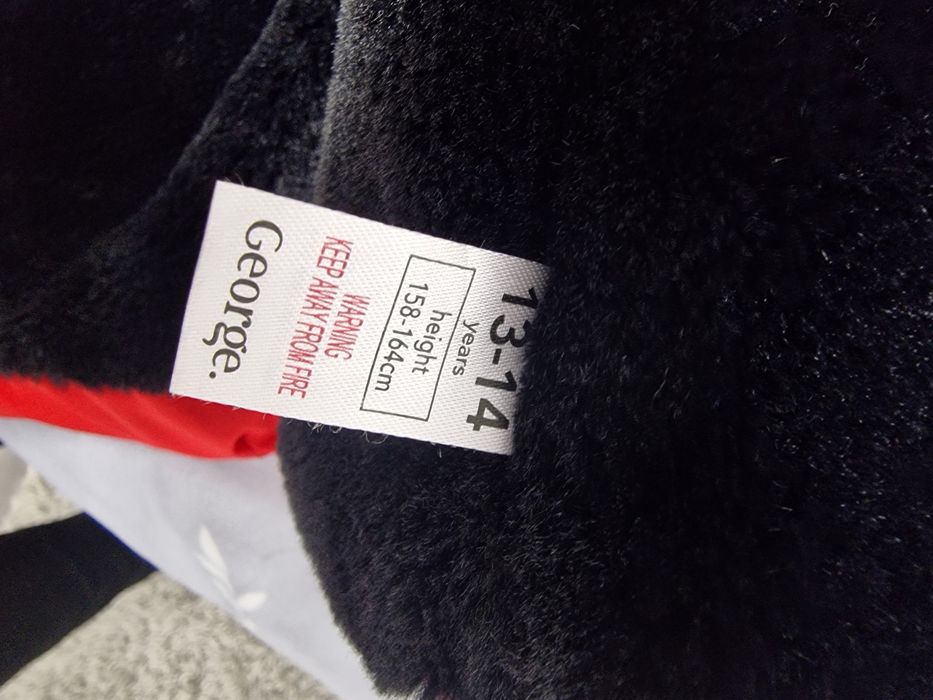 13-14
years
height
158-164cm
WARNING
KEEP AWAY FROM FIRE
George.